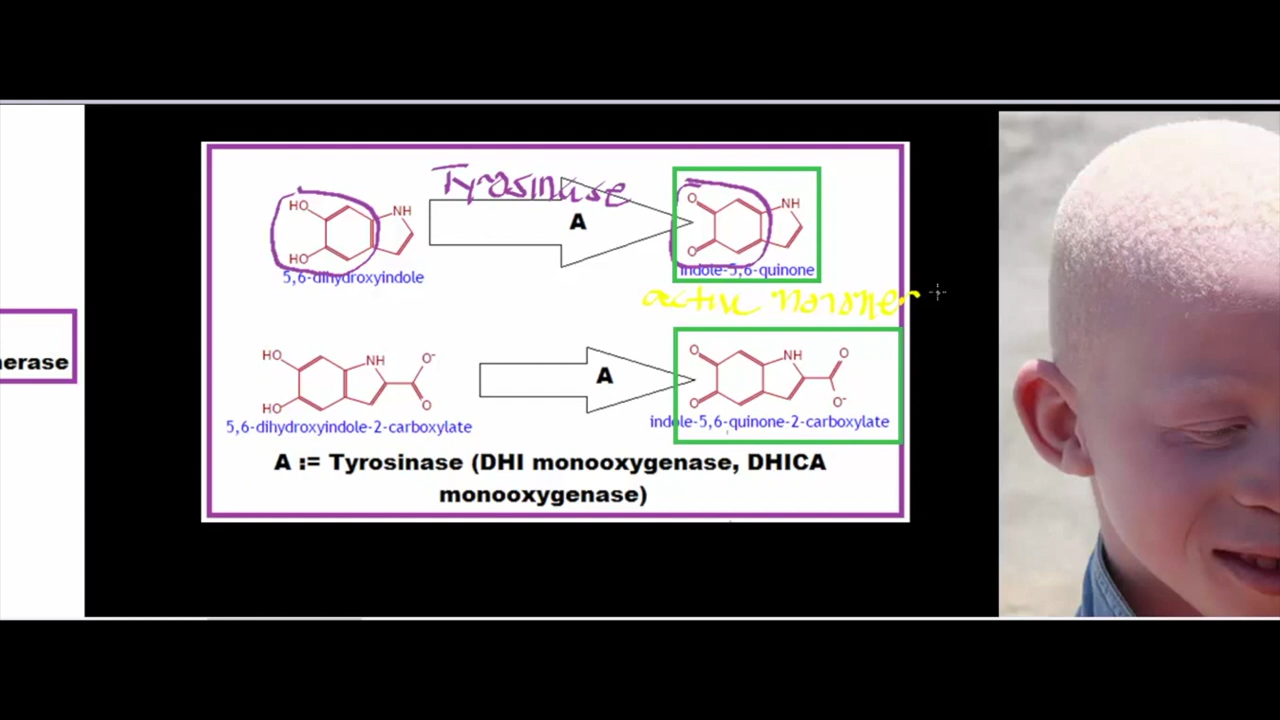 Tyrosinase
HO
NH
A
O
NH
HO
O
5,6-dihydroxyindole
indole-5,6-quinone
active monomer
HO
NH
O-
A
O
NH
O
HO
O
O
O-
5,6-dihydroxyindole-2-carboxylate
indole-5,6-quinone-2-carboxylate
A := Tyrosinase (DHI monooxygenase, DHICA
monooxygenase)
erase